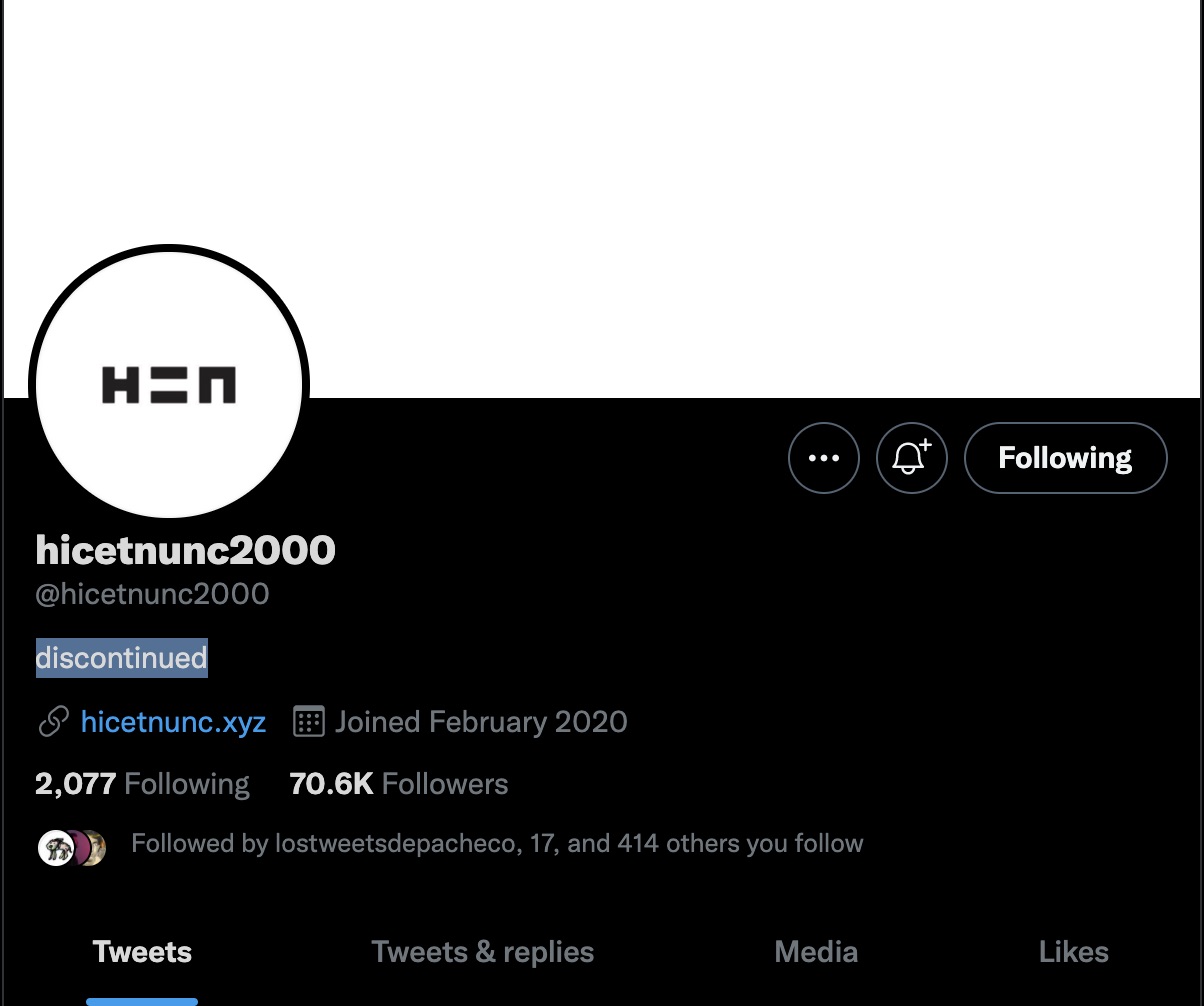 H=n
hicetnunc2000
@hicetnunc2000
Following
discontinued
hicetnunc.xyz Joined February 2020
2,077 Following 70.6K Followers
Followed by lostweetsdepacheco, 17, and 414 others you follow
Tweets Tweets & replies Media Likes